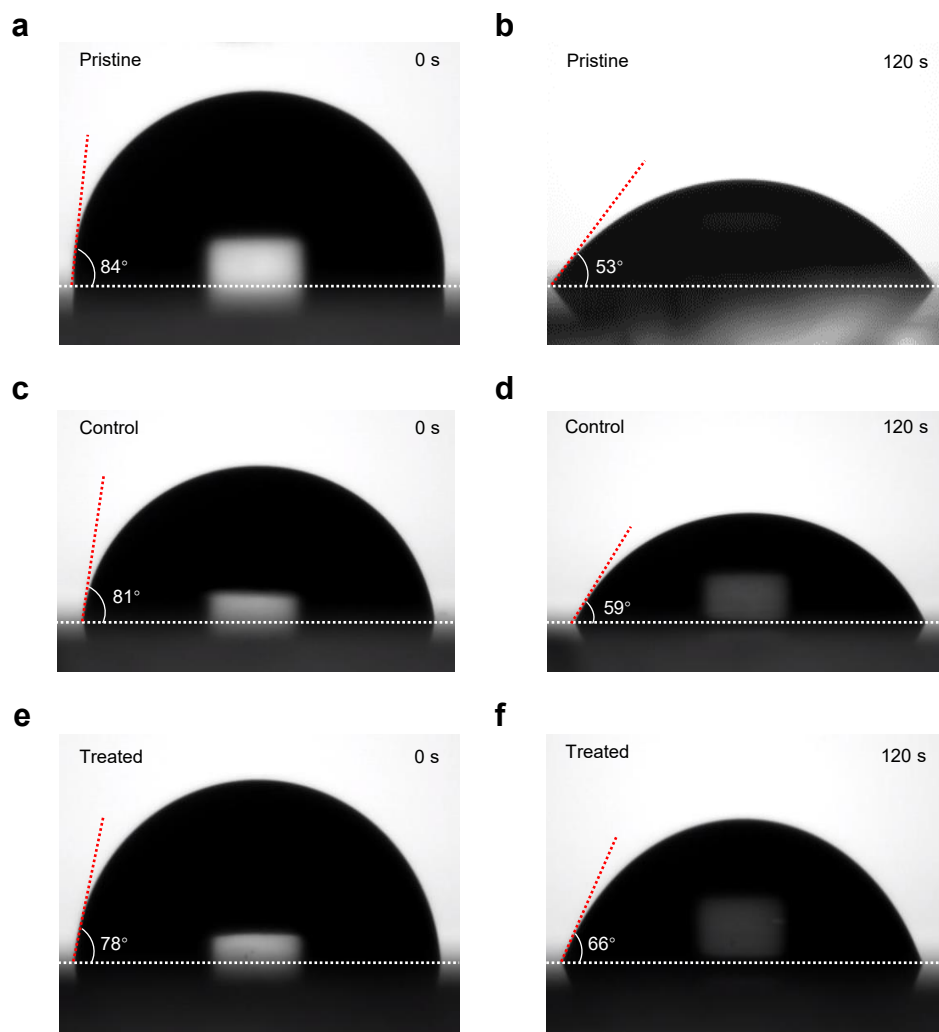 a
Pristine 0 s
84°
b
Pristine 120 s
53°
c
Control 0 s
81°
d
Control 120 s
59°
e
Treated 0 s
78°
f
Treated 120 s
66°